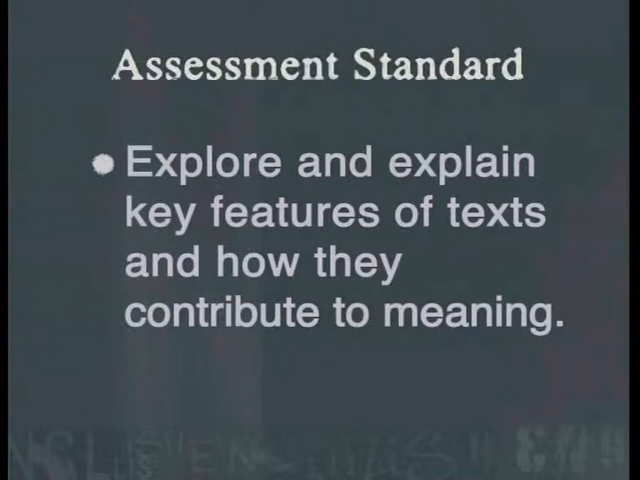 Assessment Standard
Explore and explain
key features of texts
and how they
contribute to meaning.